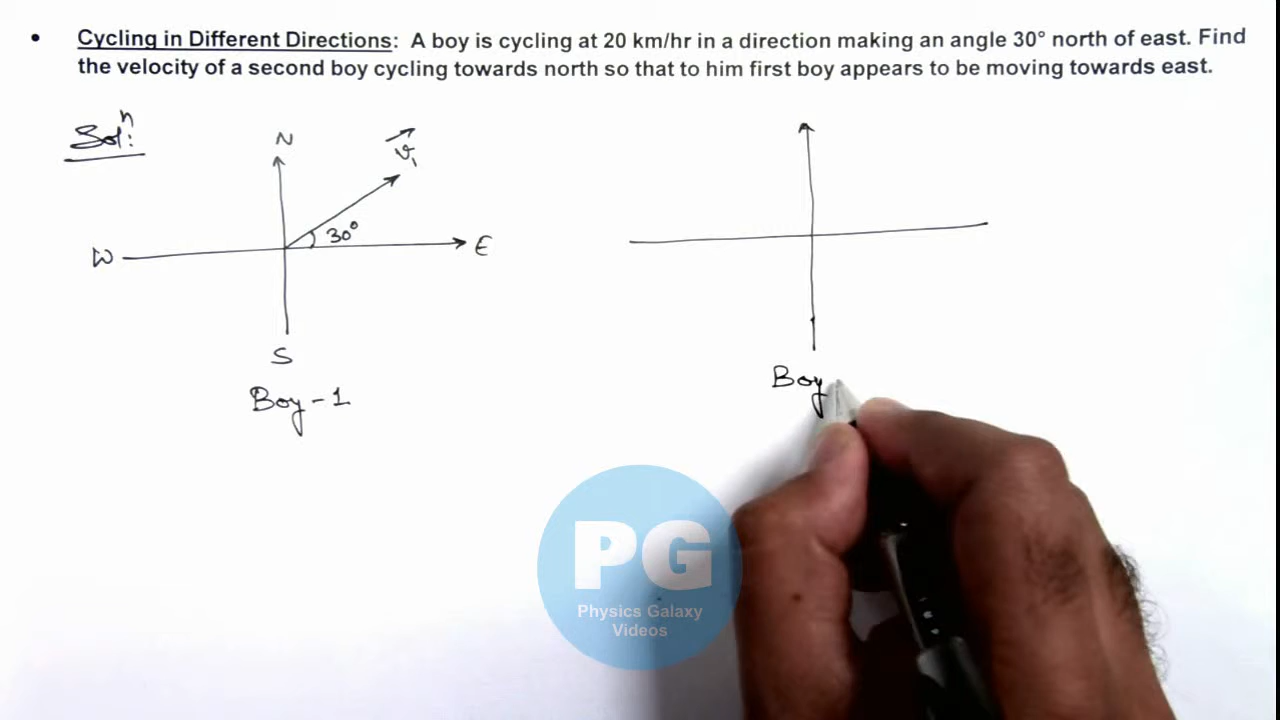 • Cycling in Different Directions: A boy is cycling at 20 km/hr in a direction making an angle 30° north of east. Find
the velocity of a second boy cycling towards north so that to him first boy appears to be moving towards east.
Solⁿ:
N
v⃗₁
30°
W
E
S
Boy - 1
Boy
PG
Physics Galaxy
Videos